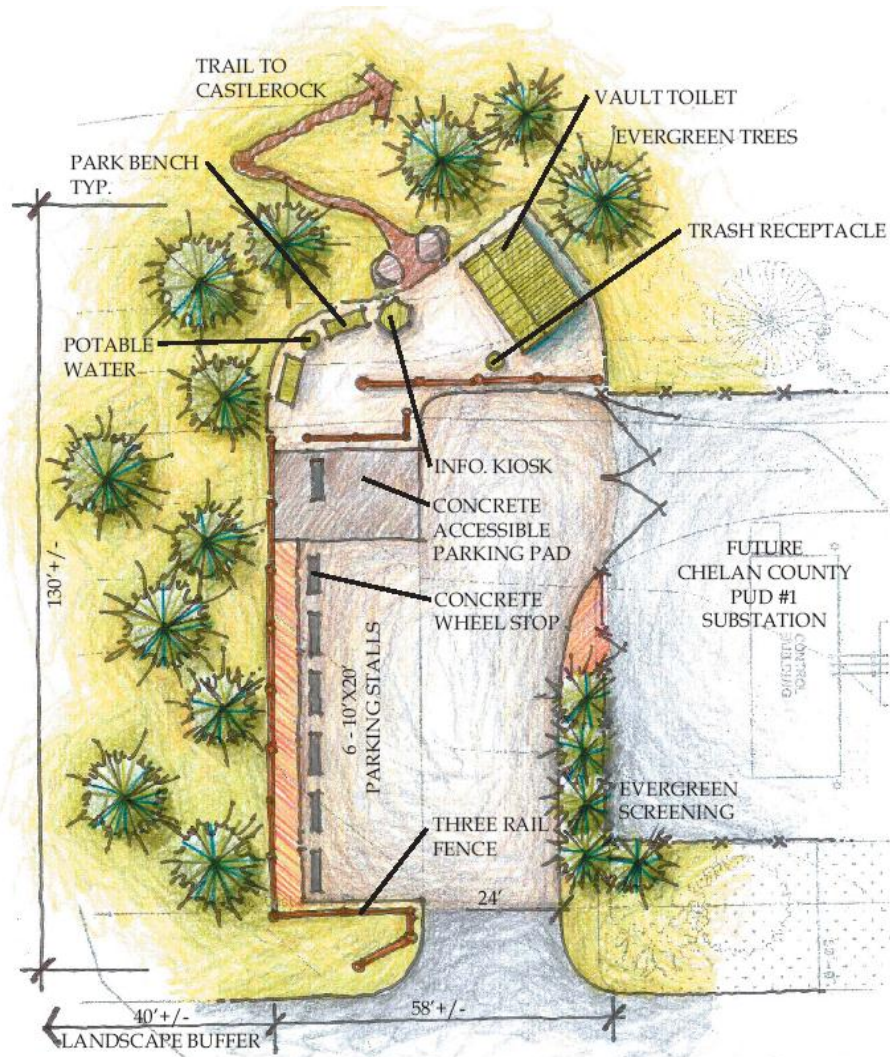 TRAIL TO
CASTLEROCK
VAULT TOILET
EVERGREEN TREES
PARK BENCH
TYP.
TRASH RECEPTACLE
POTABLE
WATER
INFO. KIOSK
CONCRETE
ACCESSIBLE
PARKING PAD
FUTURE
CHELAN COUNTY
PUD #1
SUBSTATION
CONTROL
BUILDING
130'+/-
CONCRETE
WHEEL STOP
6 - 10'X20'
PARKING STALLS
EVERGREEN
SCREENING
THREE RAIL
FENCE
24'
58'+/-
40'+/-
LANDSCAPE BUFFER